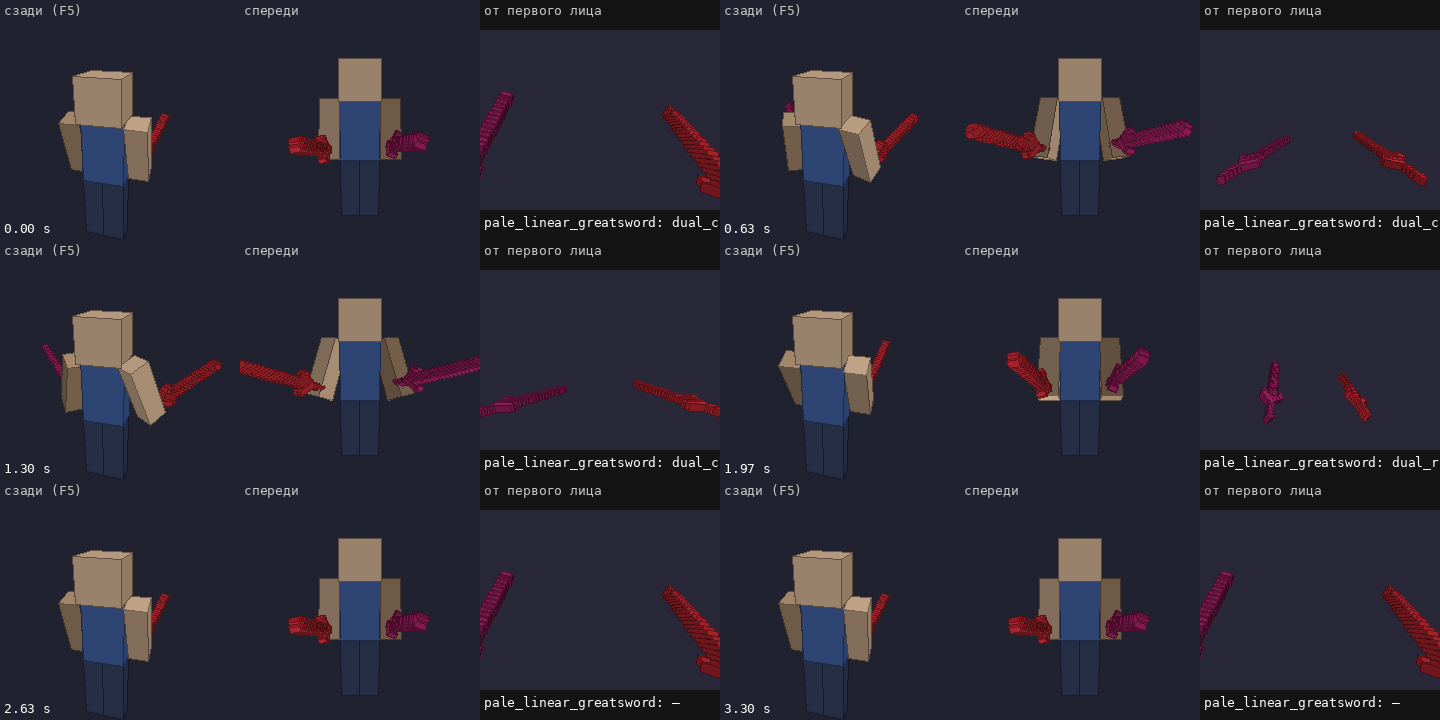 сзади (F5) спереди от первого лица сзади (F5) спереди от первого лица
0.00 s pale_linear_greatsword: dual_c 0.63 s pale_linear_greatsword: dual_c
сзади (F5) спереди от первого лица сзади (F5) спереди от первого лица
1.30 s pale_linear_greatsword: dual_c 1.97 s pale_linear_greatsword: dual_r
сзади (F5) спереди от первого лица сзади (F5) спереди от первого лица
2.63 s pale_linear_greatsword: — 3.30 s pale_linear_greatsword: —